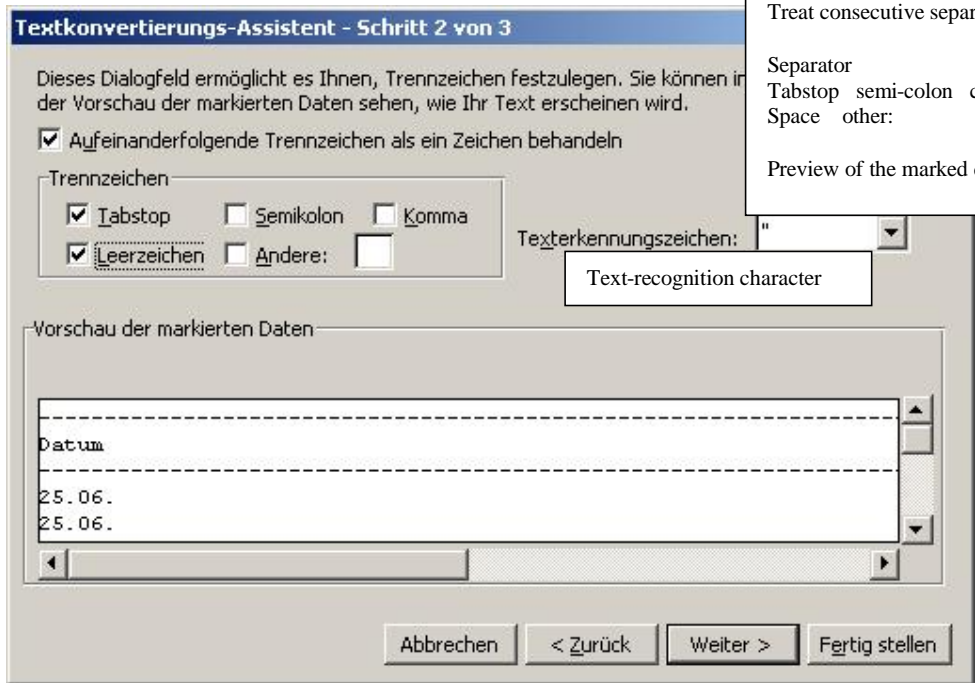 Treat consecutive
Textkonvertierungs-Assistent - Schritt 2 von 3
Separator
Tabstop semi-colon
Space other:
Preview of the marked
Dieses Dialogfeld ermöglicht es Ihnen, Trennzeichen festzulegen. Sie können
der Vorschau der markierten Daten sehen, wie Ihr Text erscheinen wird.
Aufeinanderfolgende Trennzeichen als ein Zeichen behandeln
Trennzeichen
Tabstop Semikolon Komma
Leerzeichen Andere:
Texterkennungszeichen: "
Text-recognition character
Vorschau der markierten Daten
Datum
25.06.
25.06.
Abbrechen < Zurück Weiter > Fertig stellen